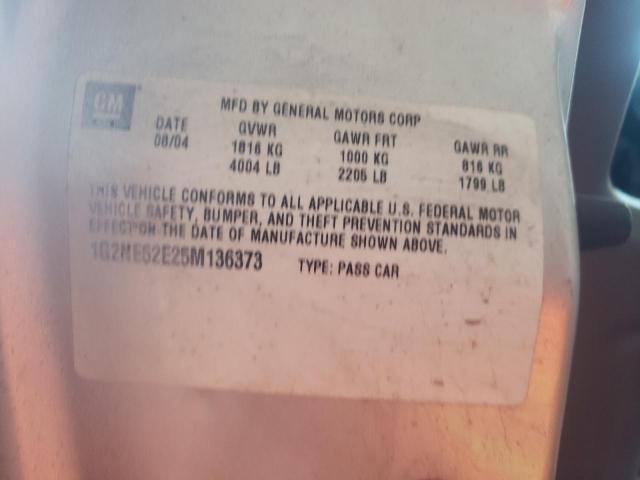 GM
MFD BY GENERAL MOTORS CORP
DATE GVWR GAWR FRT GAWR RR
08/04 1816 KG 1000 KG 816 KG
4004 LB 2205 LB 1799 LB
THIS VEHICLE CONFORMS TO ALL APPLICABLE U.S. FEDERAL MOTOR
VEHICLE SAFETY, BUMPER, AND THEFT PREVENTION STANDARDS IN
EFFECT ON THE DATE OF MANUFACTURE SHOWN ABOVE.
1G2NE52E25M136373 TYPE: PASS CAR